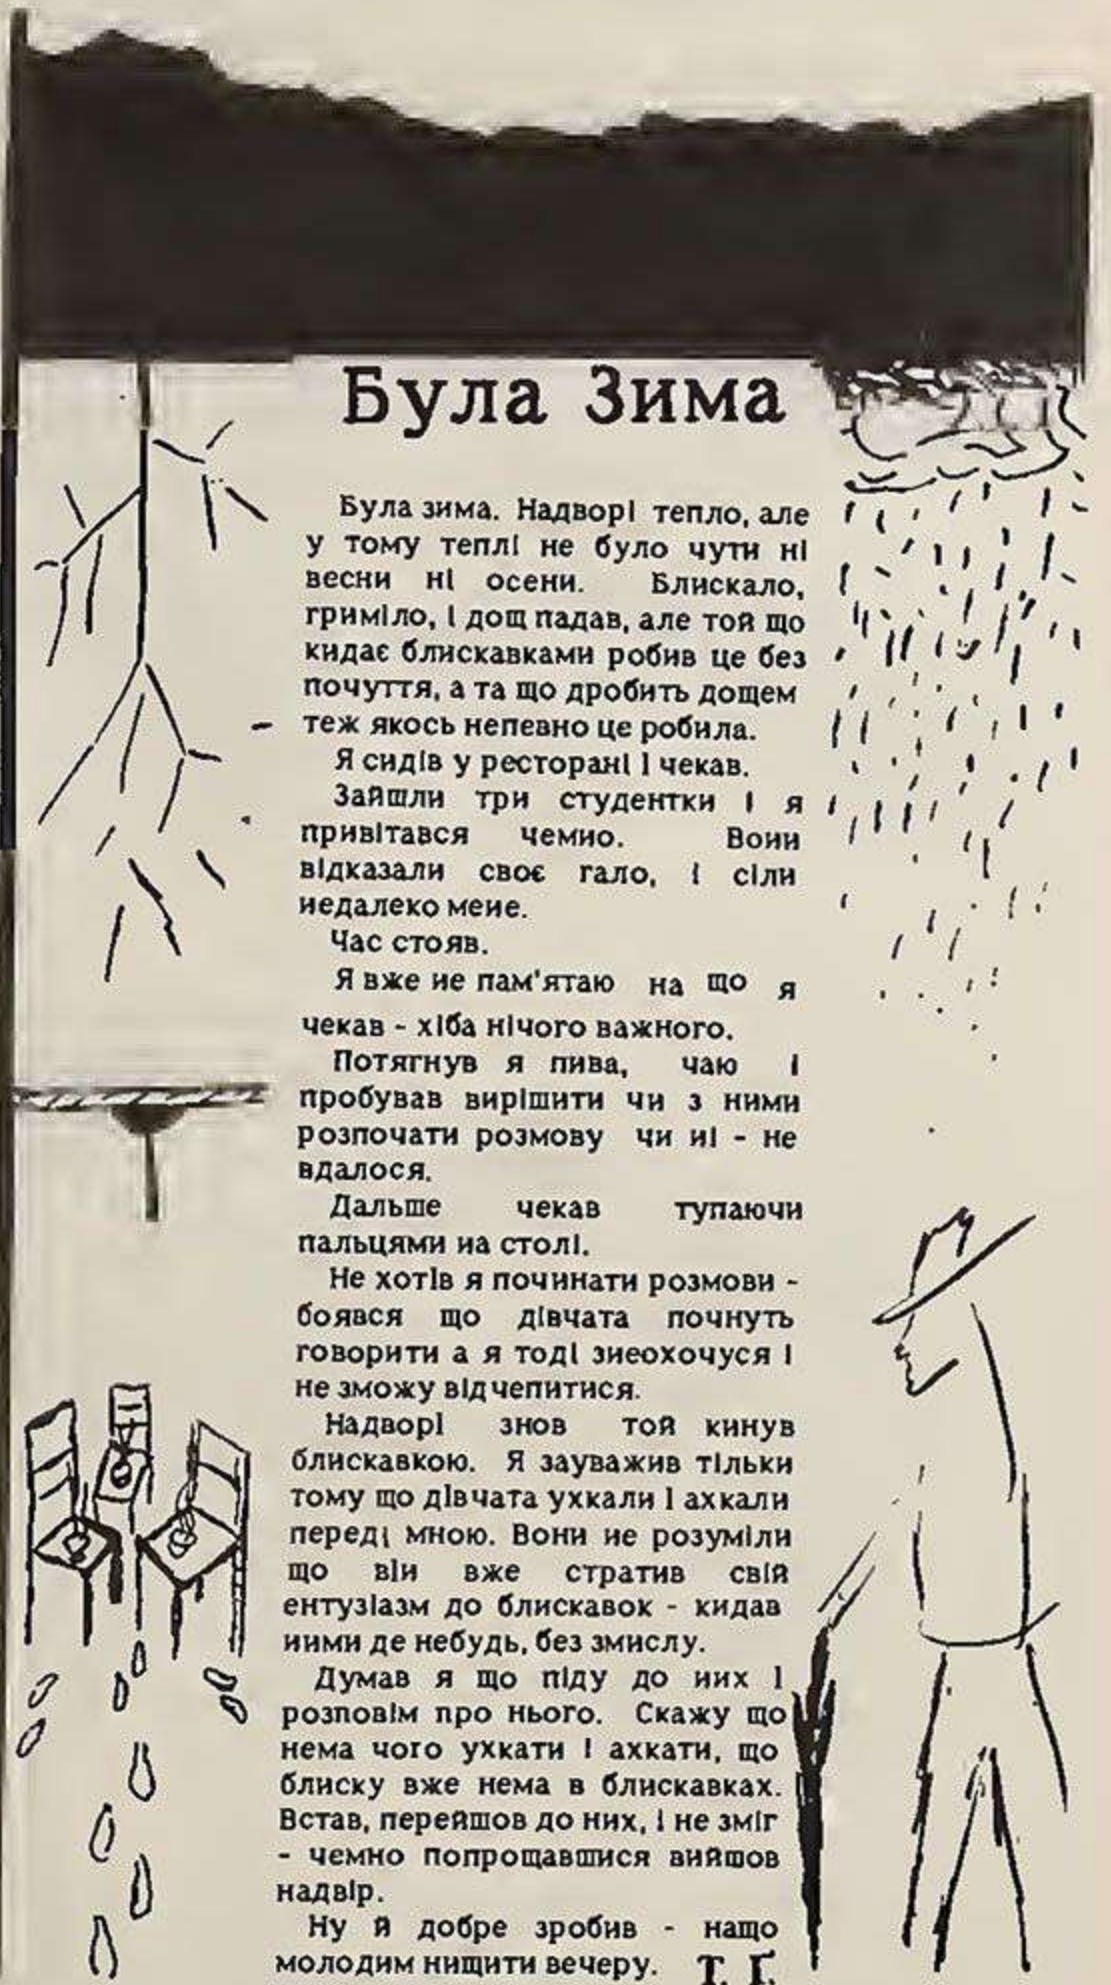 Була Зима
Була зима. Надворі тепло, але
у тому теплі не було чути ні
весни ні осени. Блискало,
гриміло, і дощ падав, але той що
кидає блискавками робив це без
почуття, а та що дробить дощем
теж якось непевно це робила.
Я сидів у ресторані і чекав.
Зайшли три студентки і я
привітався чемно. Вони
відказали своє гало, і сіли
недалеко мене.
Час стояв.
Я вже не пам'ятаю на що я
чекав - хіба нічого важного.
Потягнув я пива, чаю і
пробував вирішити чи з ними
розпочати розмову чи ні - не
вдалося.
Дальше чекав тупаючи
пальцями на столі.
Не хотів я починати розмови -
боявся що дівчата почнуть
говорити а я тоді знеохочуся і
не зможу відчепитися.
Надворі знов той кинув
блискавкою. Я зауважив тільки
тому що дівчата ухкали і ахкали
переді мною. Вони не розуміли
що він вже стратив свій
ентузіазм до блискавок - кидав
ними де небудь, без змислу.
Думав я що піду до них і
розповім про нього. Скажу що
нема чого ухкати і ахкати, що
блиску вже нема в блискавках.
Встав, перейшов до них, і не зміг
- чемно попрощавшися вийшов
надвір.
Ну й добре зробив - нащо
молодим нищити вечеру. Т. Ґ.